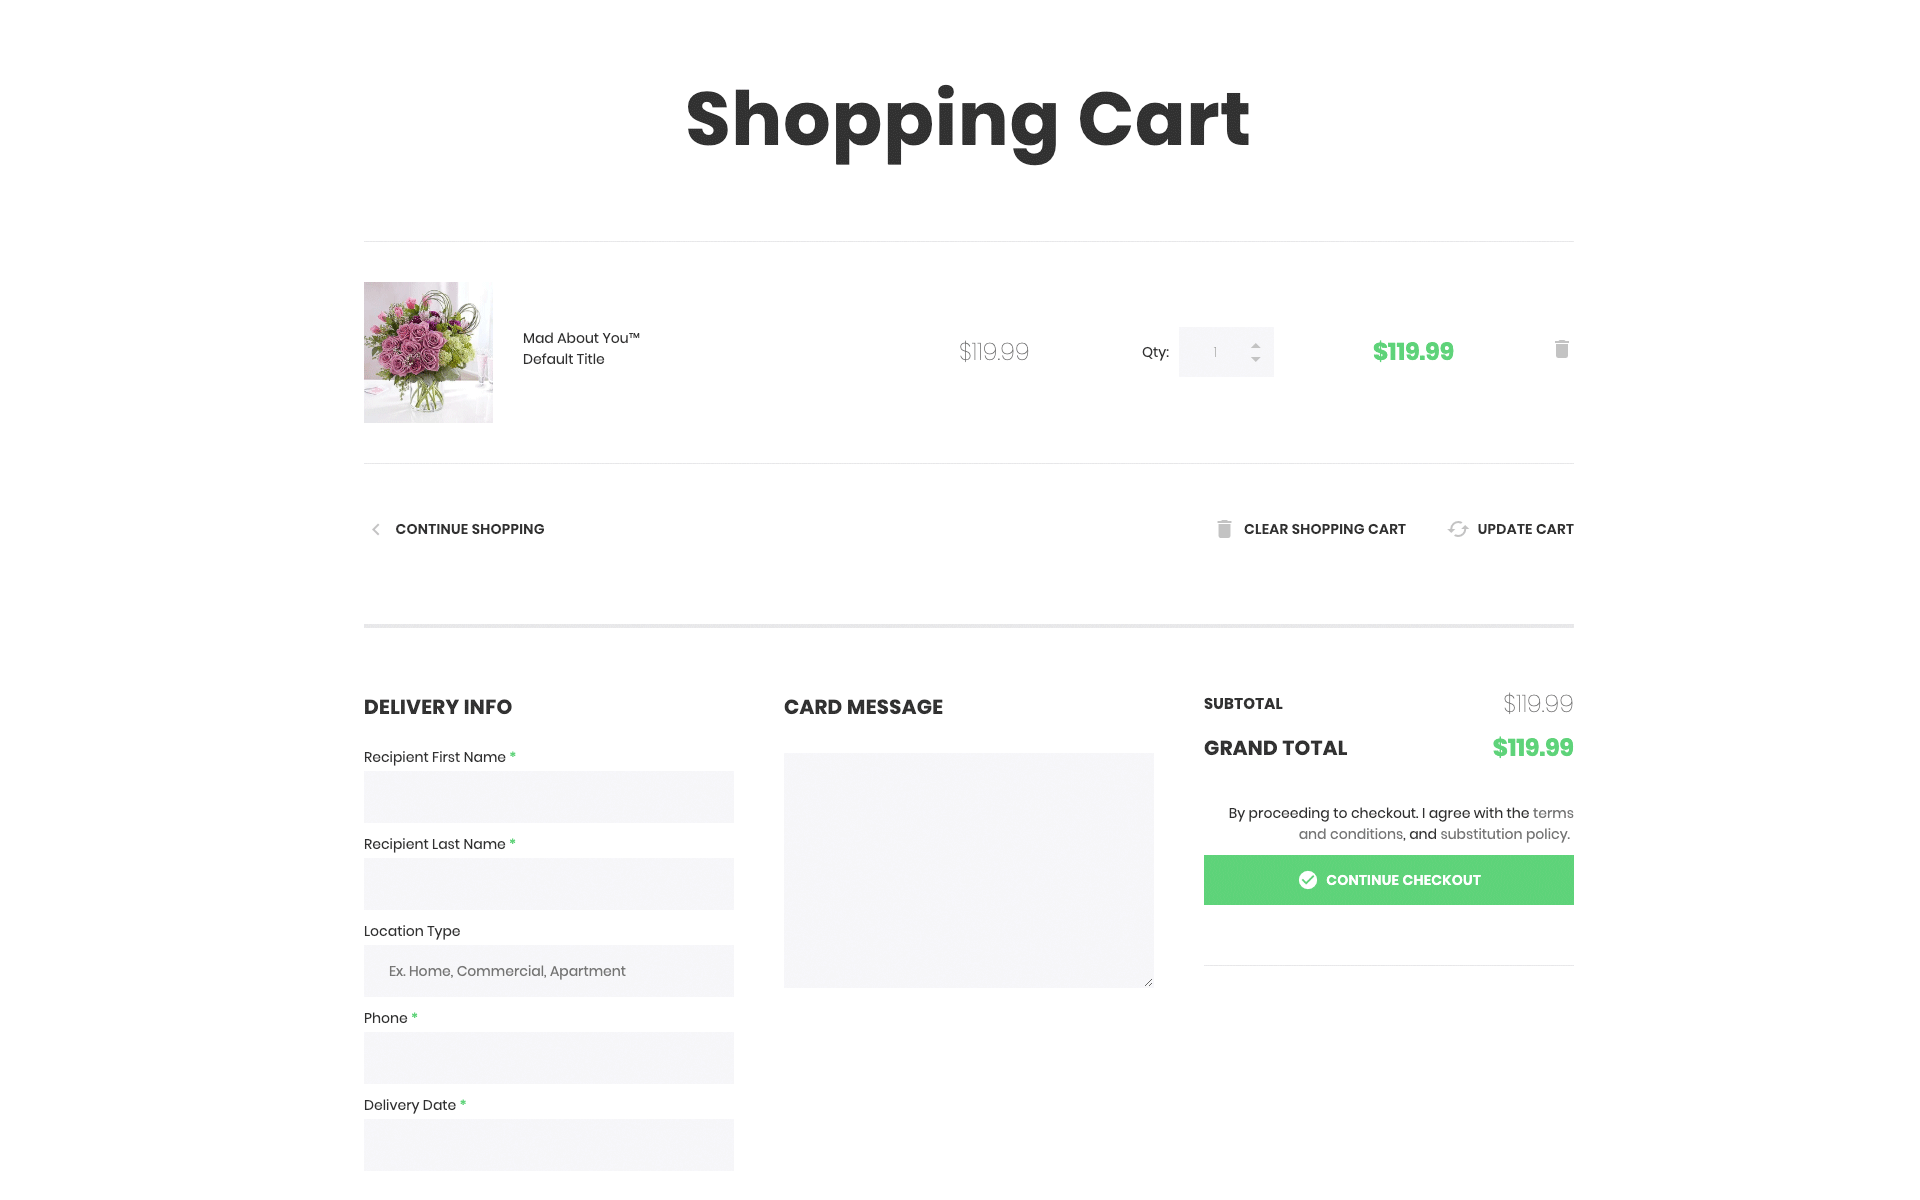 Shopping Cart
Mad About You™
Default Title
$119.99
Qty:
1
$119.99
CONTINUE SHOPPING
CLEAR SHOPPING CART
UPDATE CART
DELIVERY INFO
Recipient First Name *
Recipient Last Name *
Location Type
Ex. Home, Commercial, Apartment
Phone *
Delivery Date *
CARD MESSAGE
SUBTOTAL $119.99
GRAND TOTAL $119.99
By proceeding to checkout. I agree with the terms
and conditions, and substitution policy.
CONTINUE CHECKOUT